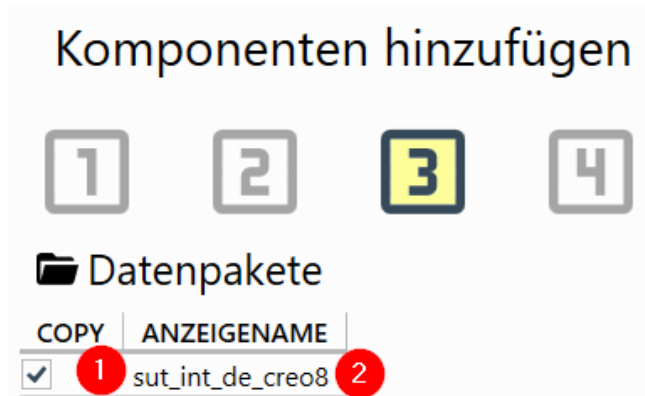 Komponenten hinzufügen
1 2 3 4
Datenpakete
COPY ANZEIGENAME
1 sut_int_de_creo8 2